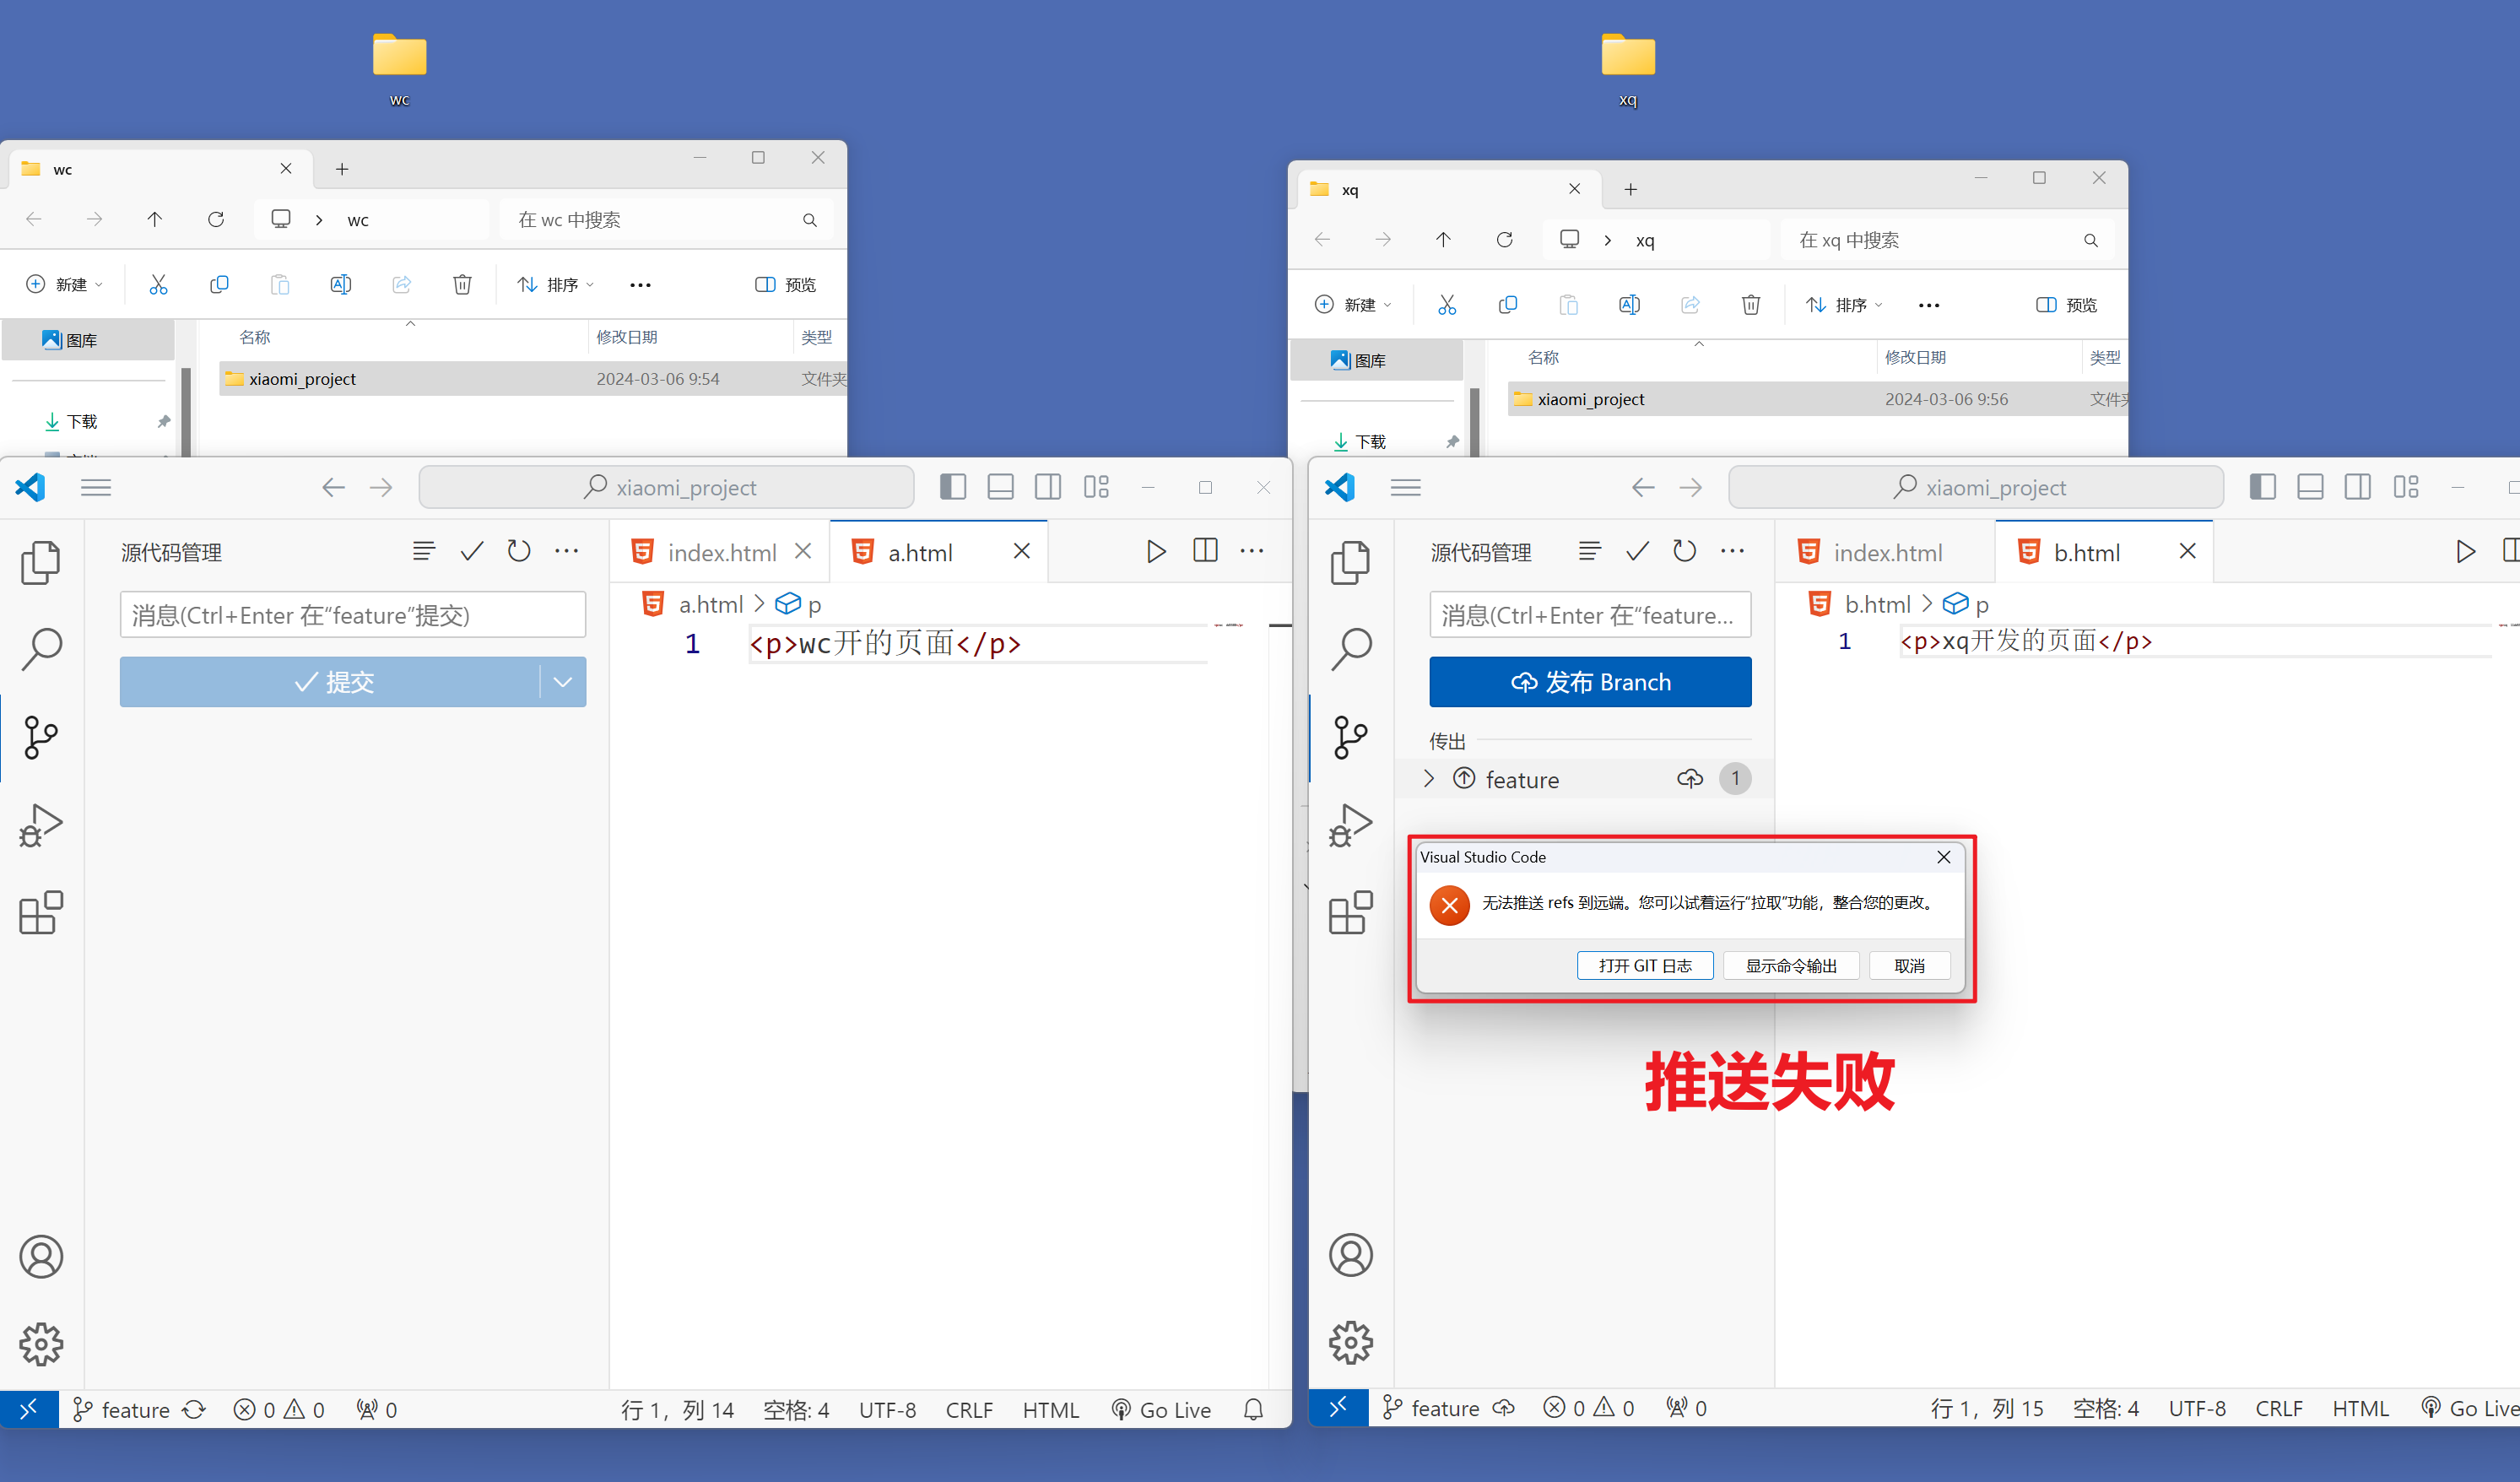 wc
xq
wc
wc
在 wc 中搜索
新建
排序
预览
图库
名称
修改日期
类型
xiaomi_project
2024-03-06 9:54
文件夹
下载
xq
xq
在 xq 中搜索
新建
排序
预览
图库
名称
修改日期
类型
xiaomi_project
2024-03-06 9:56
文件夹
下载
xiaomi_project
源代码管理
index.html
a.html
消息(Ctrl+Enter 在“feature”提交)
提交
a.html > p
1 <p>wc开的页面</p>
feature
0 0
0
行 1，列 14
空格: 4
UTF-8
CRLF
HTML
Go Live
xiaomi_project
源代码管理
index.html
b.html
消息(Ctrl+Enter 在“feature...
发布 Branch
传出
feature
1
b.html > p
1 <p>xq开发的页面</p>
Visual Studio Code
无法推送 refs 到远端。您可以试着运行“拉取”功能，整合您的更改。
打开 GIT 日志
显示命令输出
取消
推送失败
feature
0 0
0
行 1，列 15
空格: 4
UTF-8
CRLF
HTML
Go Live